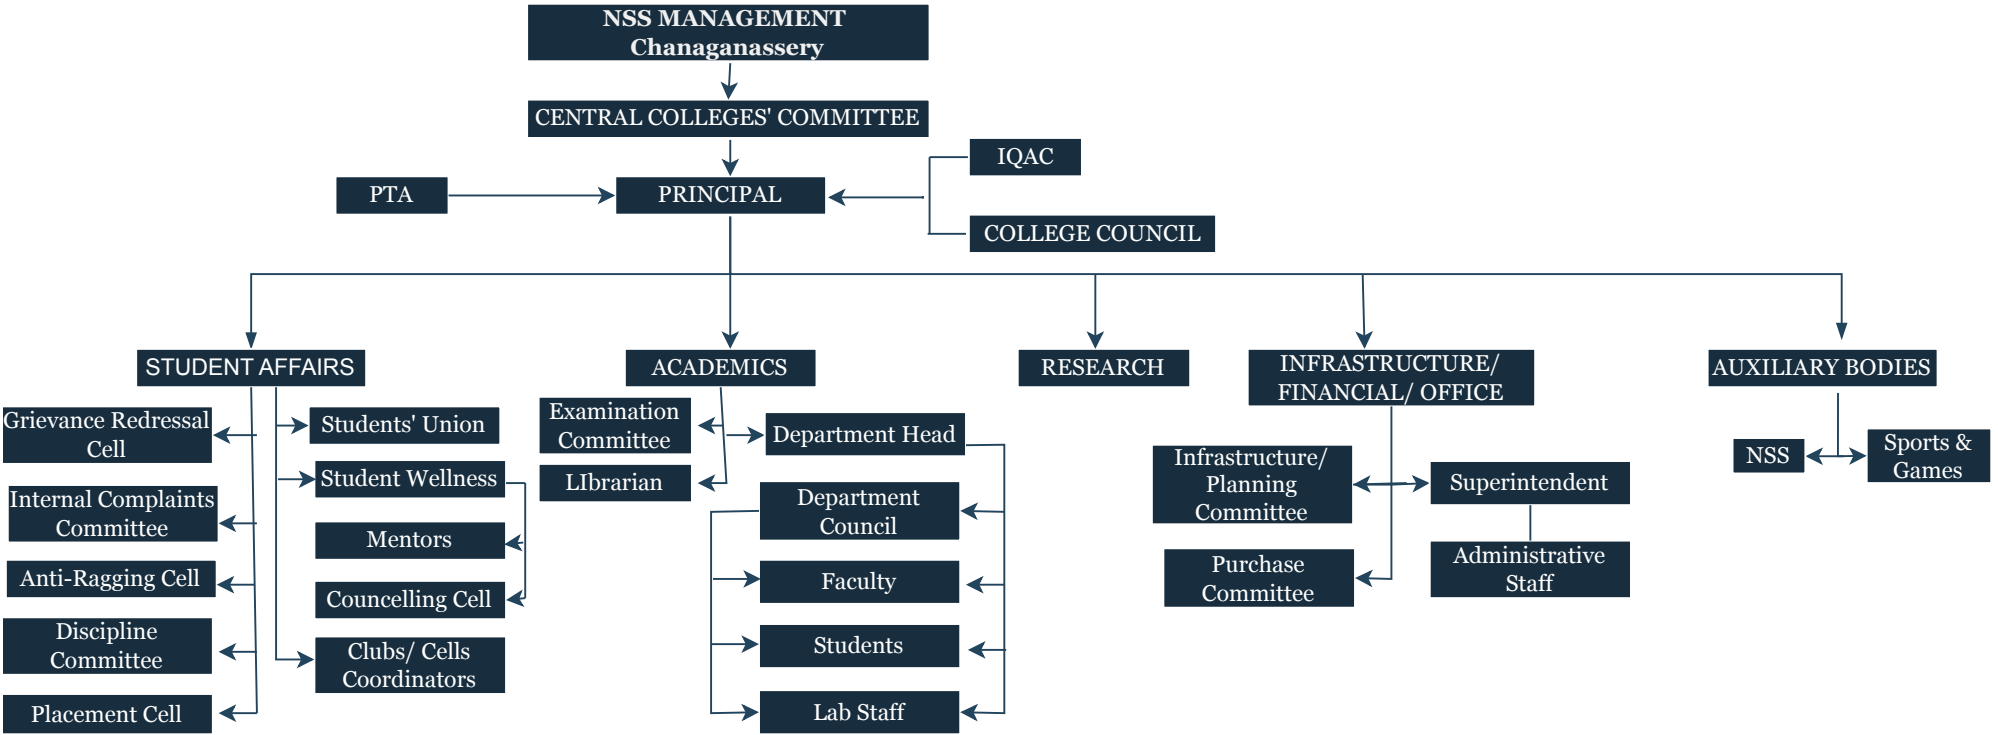 NSS MANAGEMENT
Chanaganassery
CENTRAL COLLEGES' COMMITTEE
IQAC
PTA
PRINCIPAL
COLLEGE COUNCIL
STUDENT AFFAIRS
ACADEMICS
RESEARCH
INFRASTRUCTURE/
FINANCIAL/ OFFICE
AUXILIARY BODIES
Grievance Redressal
Cell
Internal Complaints
Committee
Anti-Ragging Cell
Discipline
Committee
Placement Cell
Students' Union
Student Wellness
Mentors
Councelling Cell
Clubs/ Cells
Coordinators
Examination
Committee
LIbrarian
Department Head
Department
Council
Faculty
Students
Lab Staff
Infrastructure/
Planning
Committee
Purchase
Committee
Superintendent
Administrative
Staff
NSS
Sports &
Games